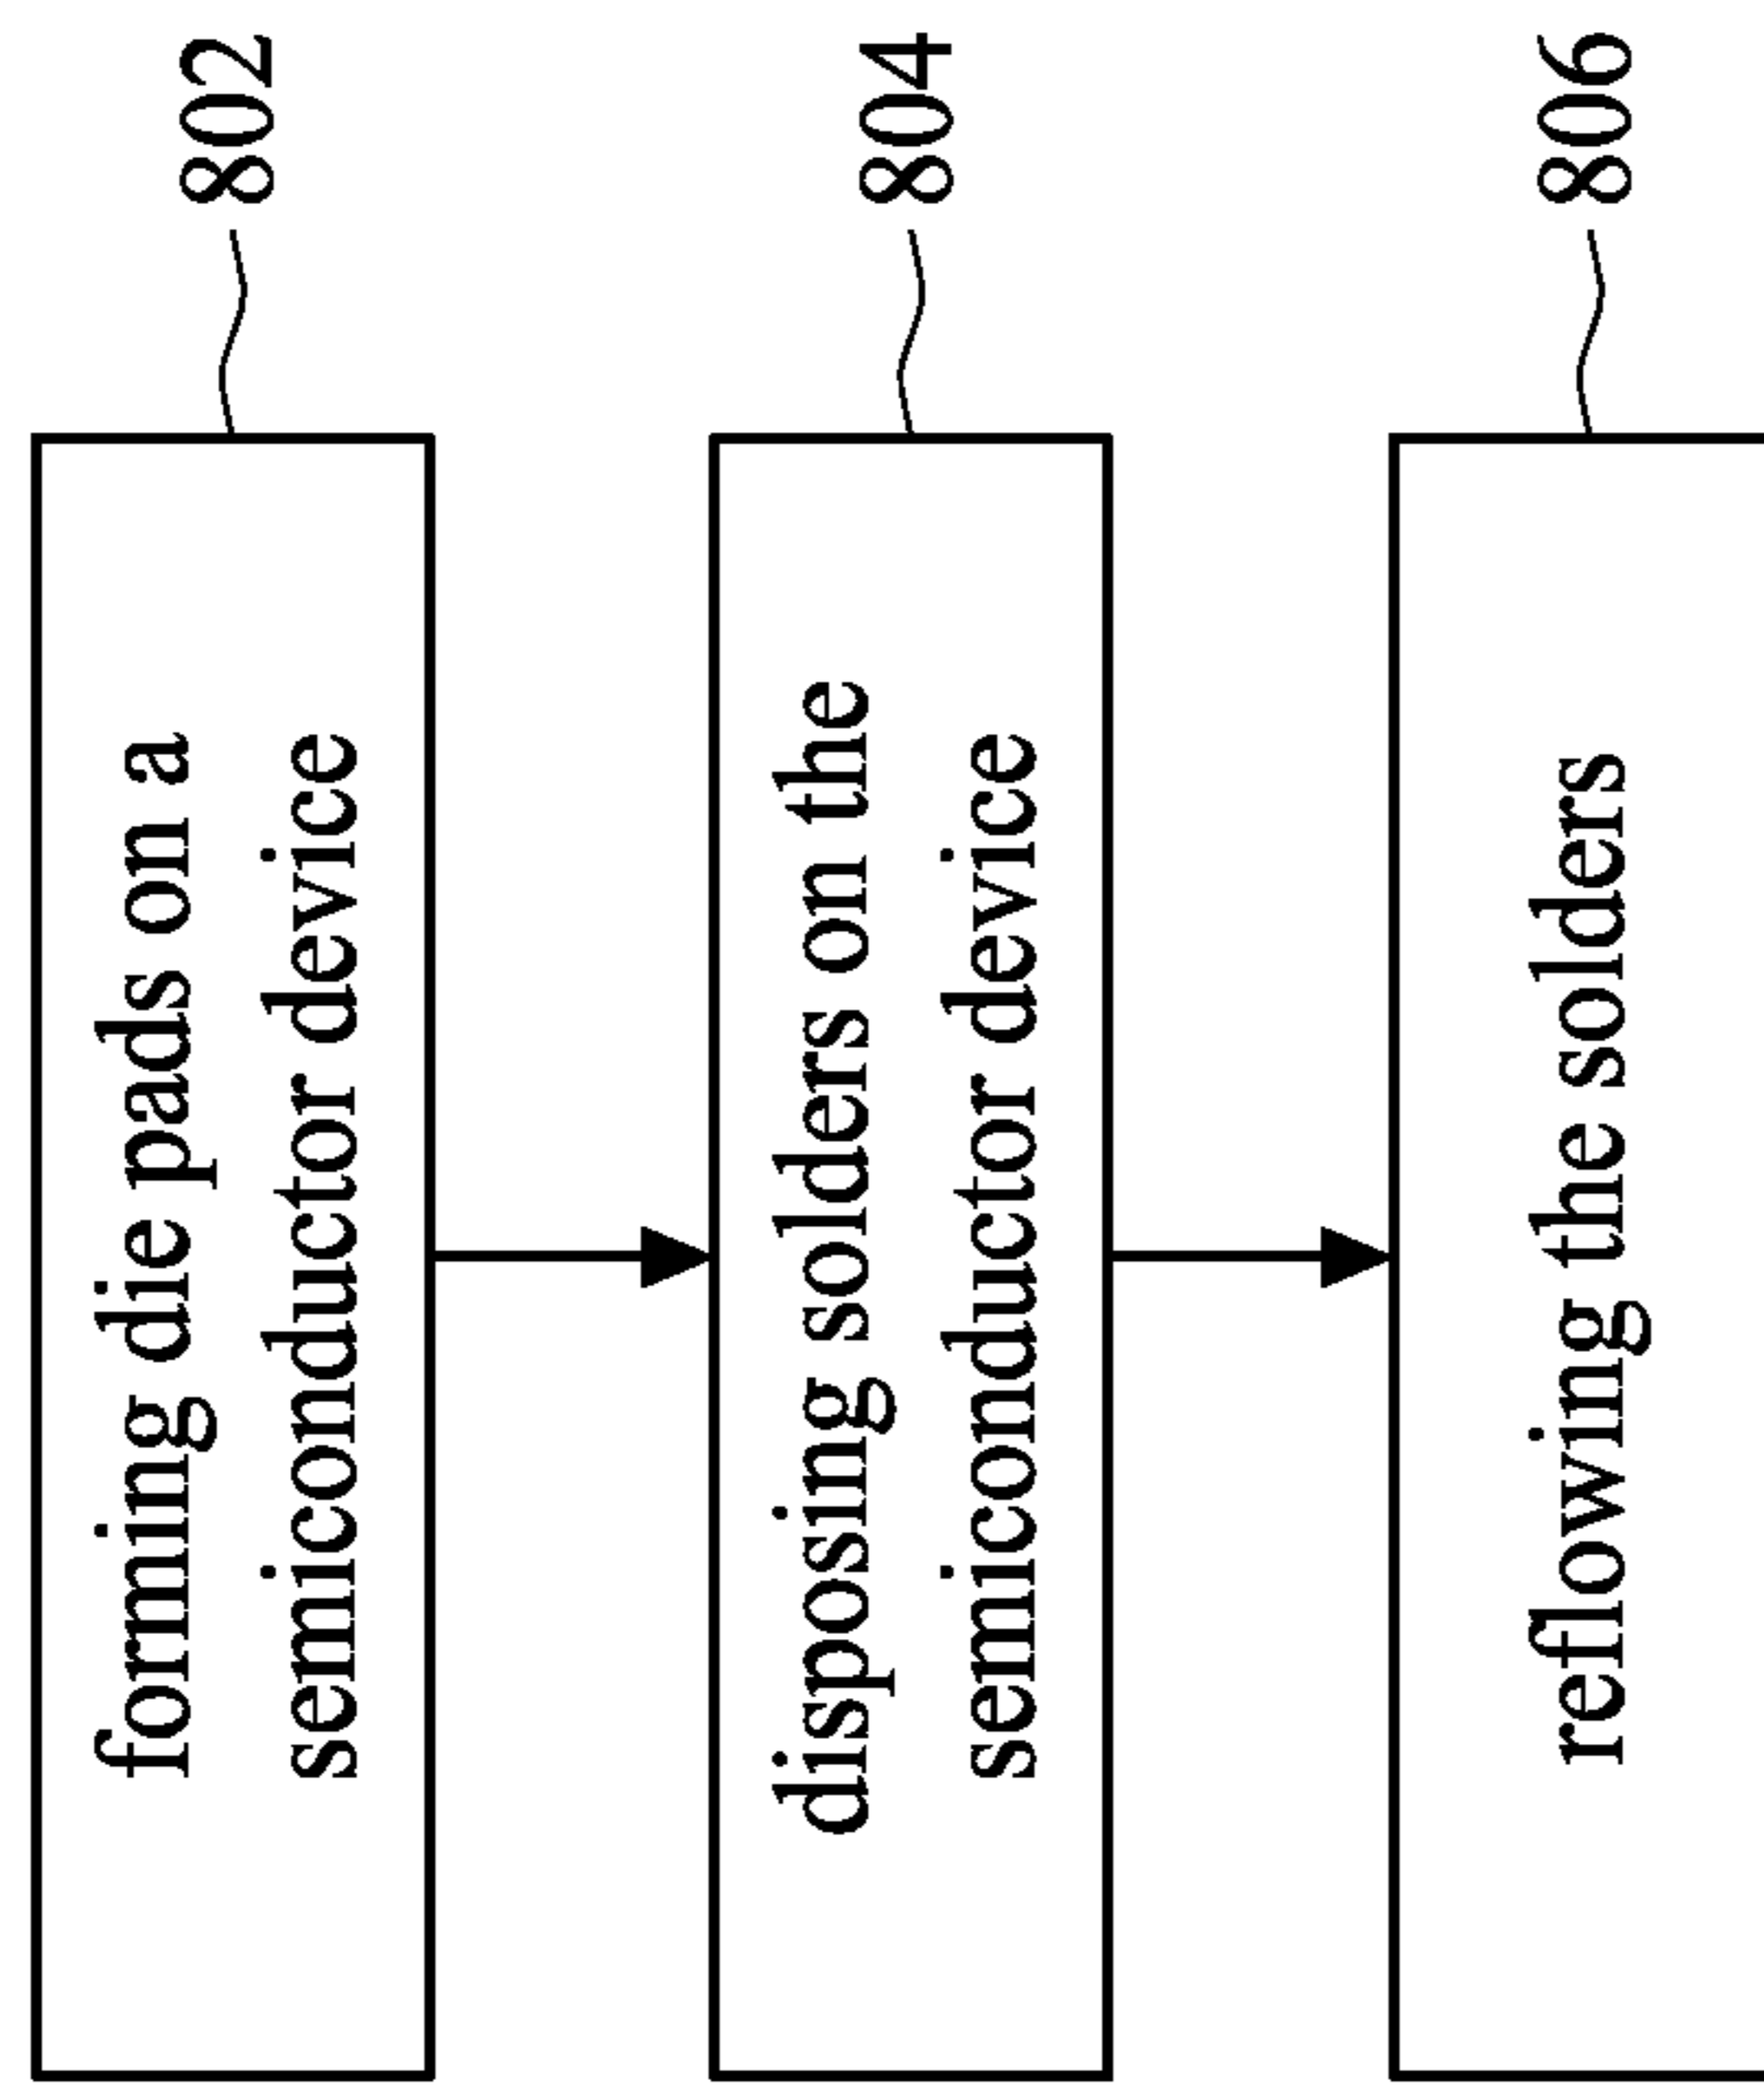 forming die pads on a
semiconductor device
802
disposing solders on the
semiconductor device
804
reflowing the solders
806